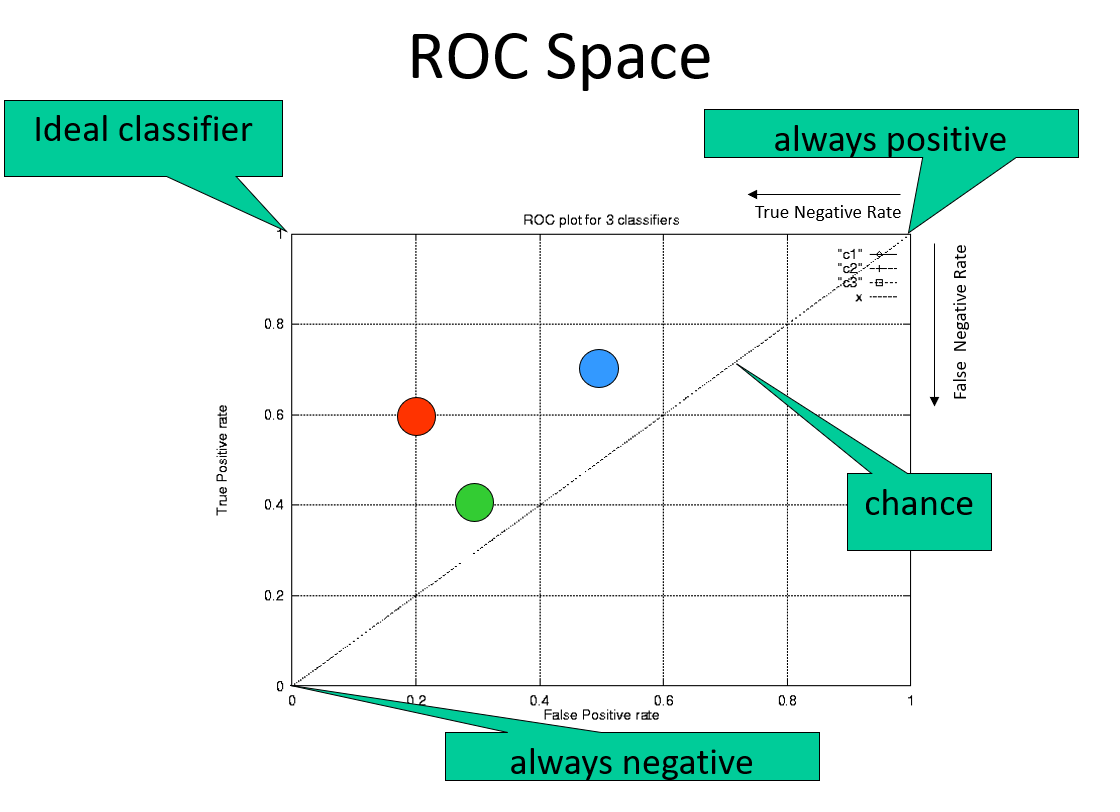 ROC Space
Ideal classifier
always positive
True Negative Rate
ROC plot for 3 classifiers
1
"c1"
"c2"
"c3"
x
False Negative Rate
0.8
0.6
True Positive rate
0.4
chance
0.2
0
0
0.2
0.4
0.6
0.8
1
False Positive rate
always negative